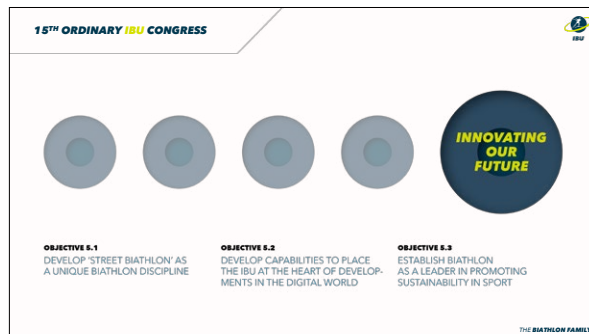 15TH ORDINARY IBU CONGRESS
IBU
INNOVATING
OUR
FUTURE
OBJECTIVE 5.1
DEVELOP ‘STREET BIATHLON’ AS
A UNIQUE BIATHLON DISCIPLINE
OBJECTIVE 5.2
DEVELOP CAPABILITIES TO PLACE
THE IBU AT THE HEART OF DEVELOP-
MENTS IN THE DIGITAL WORLD
OBJECTIVE 5.3
ESTABLISH BIATHLON
AS A LEADER IN PROMOTING
SUSTAINABILITY IN SPORT
THE BIATHLON FAMILY